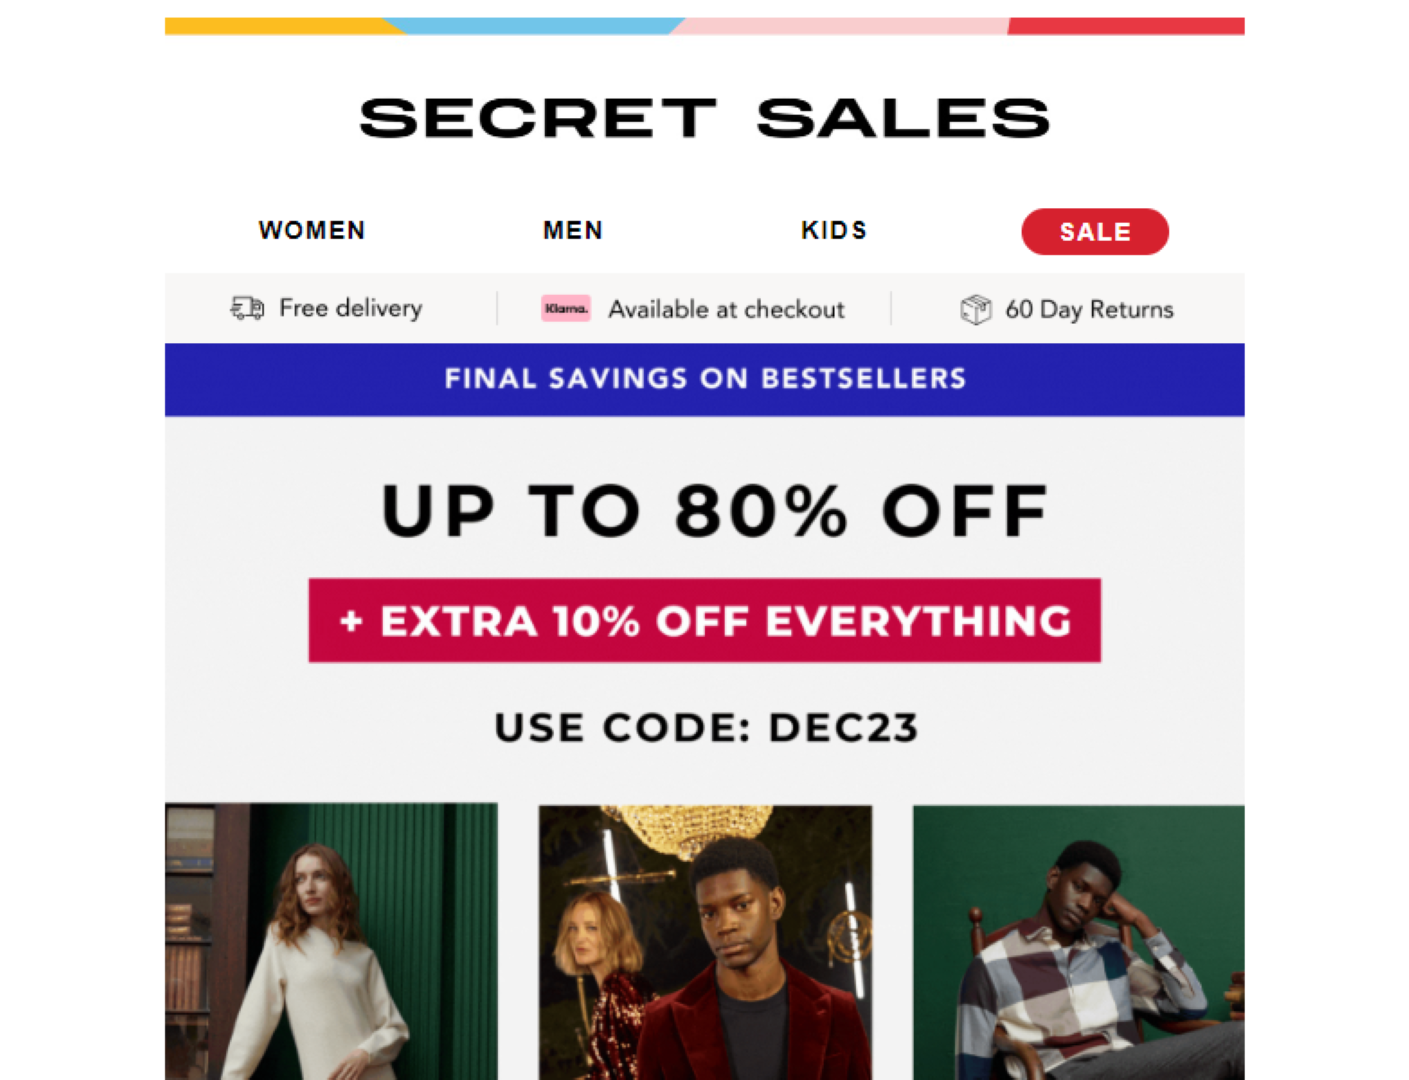 SECRET SALES
WOMEN MEN KIDS SALE
Free delivery Klarna. Available at checkout 60 Day Returns
FINAL SAVINGS ON BESTSELLERS
UP TO 80% OFF
+ EXTRA 10% OFF EVERYTHING
USE CODE: DEC23